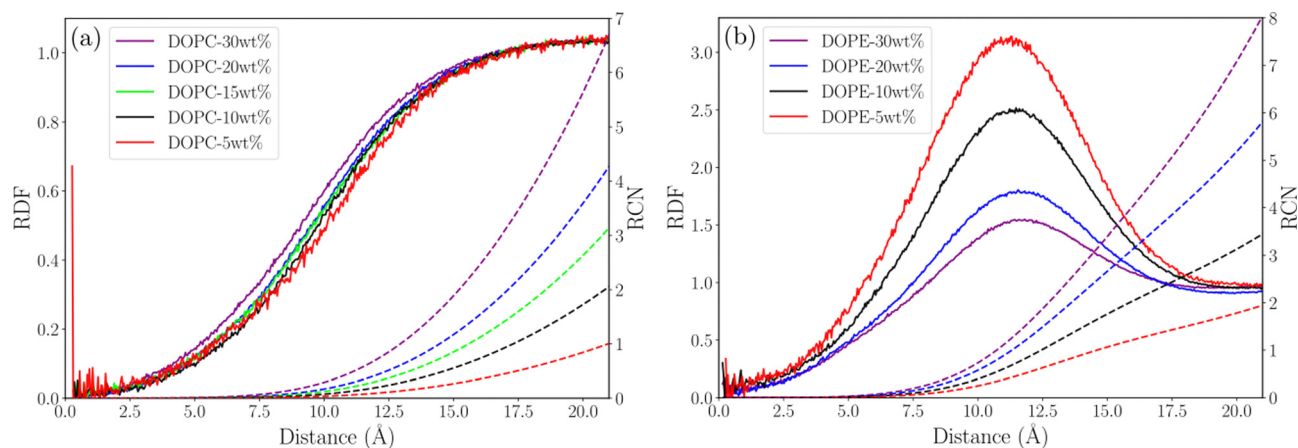 (a)
DOPC-30wt%
DOPC-20wt%
DOPC-15wt%
DOPC-10wt%
DOPC-5wt%
RDF
1.0
0.8
0.6
0.4
0.2
0.0
0.0 2.5 5.0 7.5 10.0 12.5 15.0 17.5 20.0
Distance (Å)
7
6
5
4
3
2
1
0
RCN
(b)
DOPE-30wt%
DOPE-20wt%
DOPE-10wt%
DOPE-5wt%
RDF
3.0
2.5
2.0
1.5
1.0
0.5
0.0
0.0 2.5 5.0 7.5 10.0 12.5 15.0 17.5 20.0
Distance (Å)
8
7
6
5
4
3
2
1
0
RCN